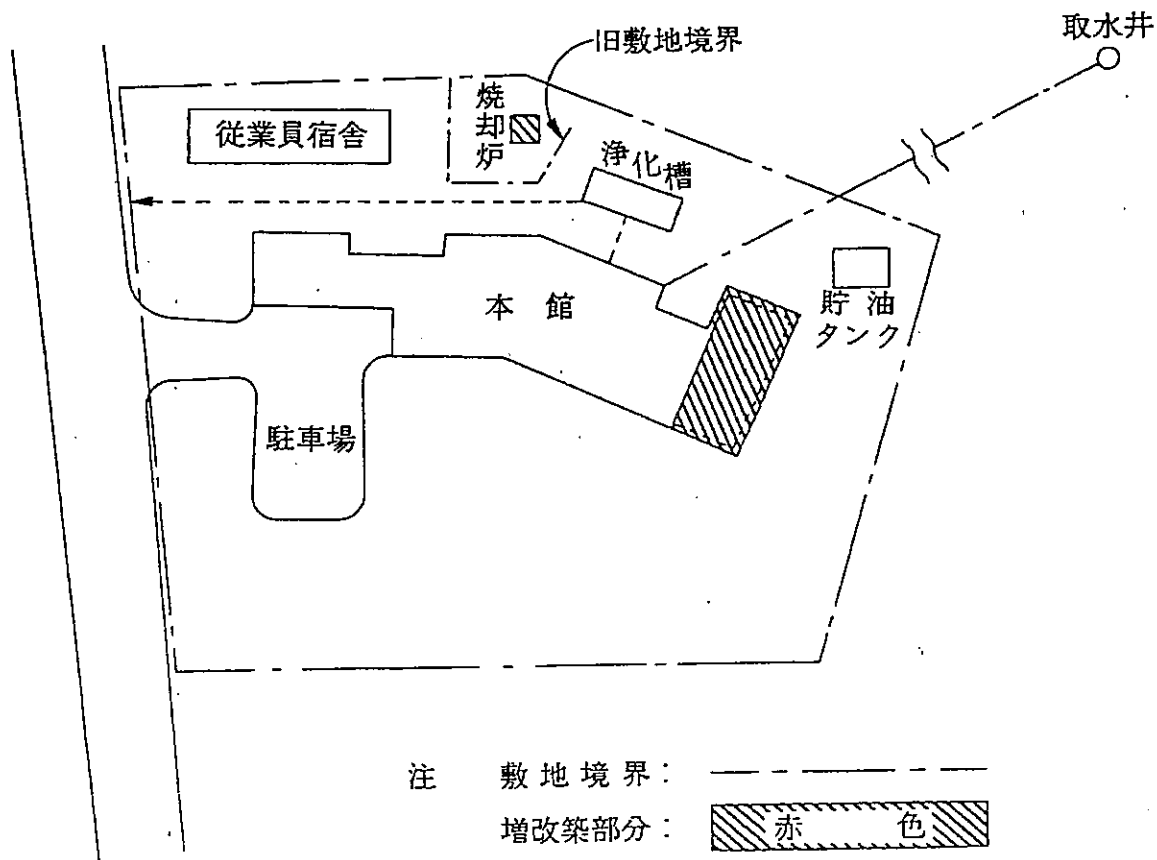 取水井
旧敷地境界
焼却炉
従業員宿舎
浄化槽
本館
貯油
タンク
駐車場
注 敷地境界:
増改築部分: 赤色